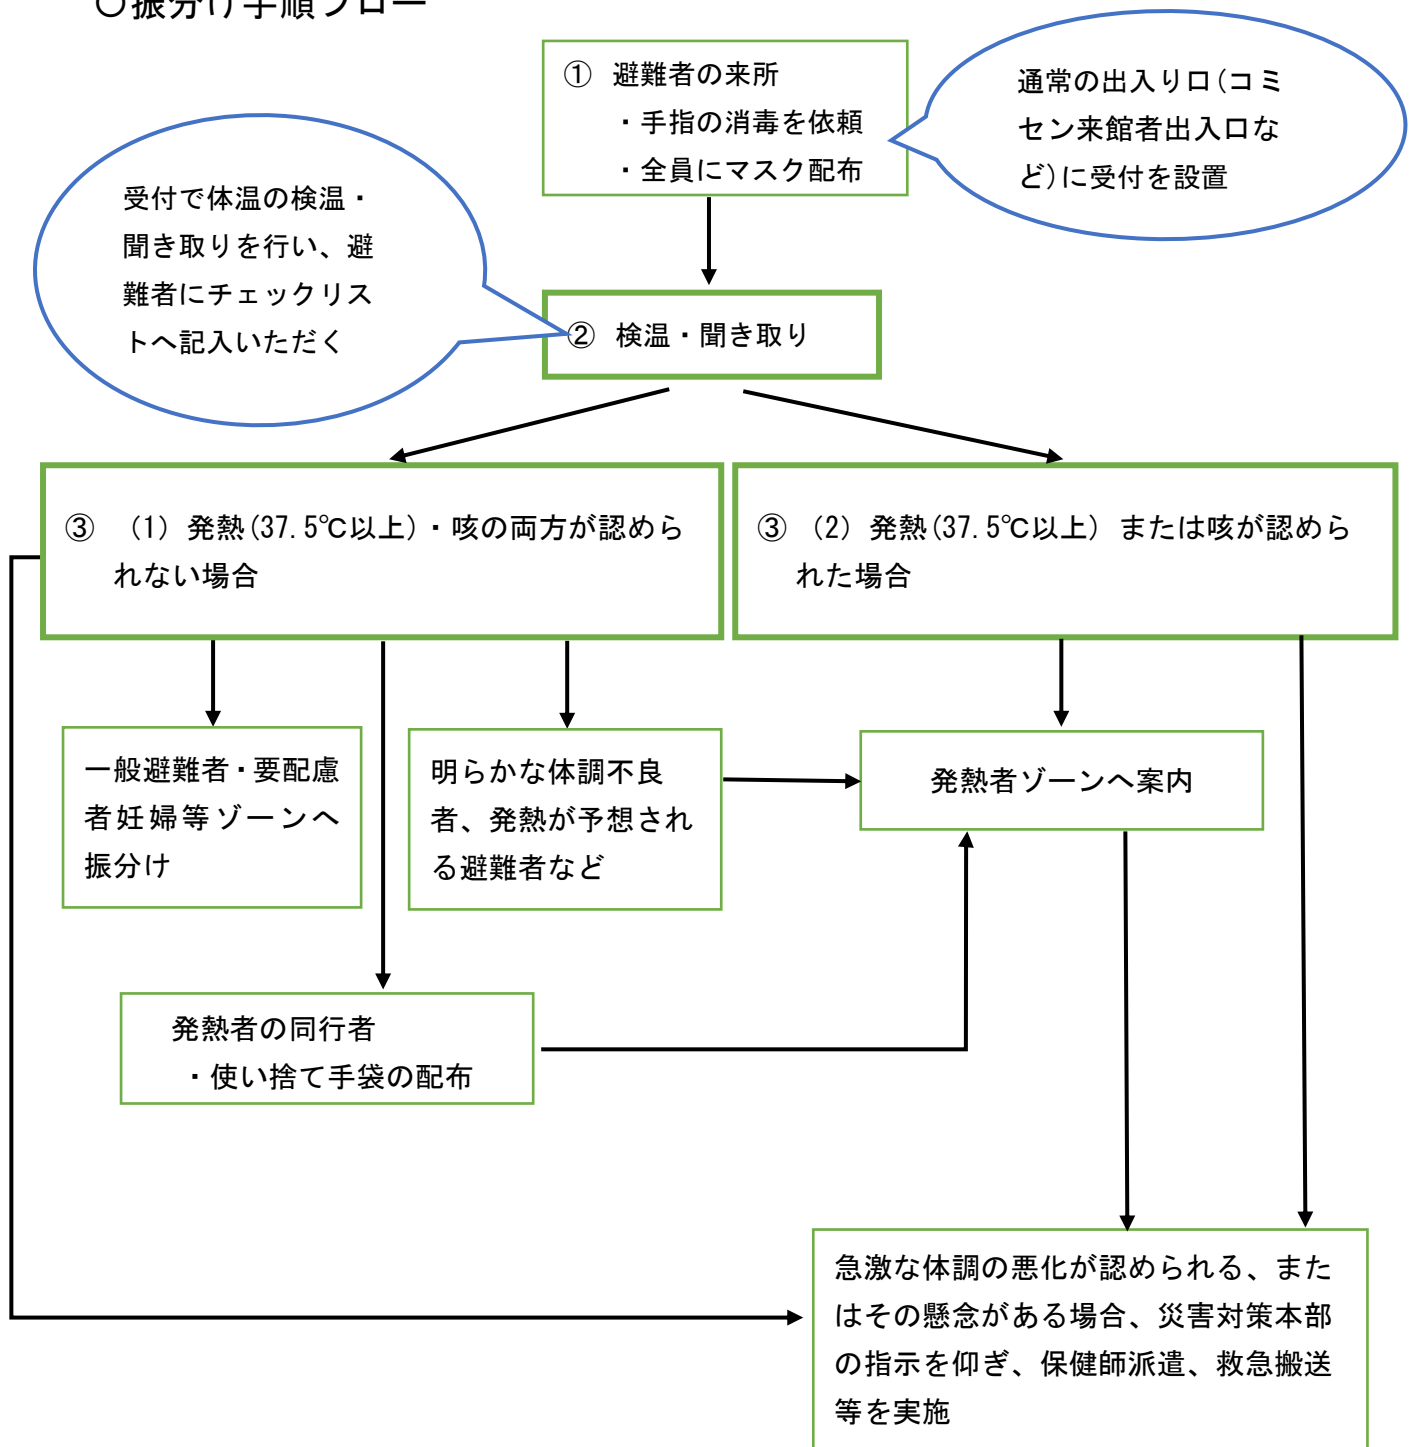 〇振分け手順フロー
① 避難者の来所
・手指の消毒を依頼
・全員にマスク配布
通常の出入り口(コミ
セン来館者出入口な
ど)に受付を設置
受付で体温の検温・
聞き取りを行い、避
難者にチェックリス
トへ記入いただく
② 検温・聞き取り
③ (1) 発熱(37.5℃以上)・咳の両方が認めら
れない場合
③ (2) 発熱(37.5℃以上) または咳が認めら
れた場合
一般避難者・要配慮
者妊婦等ゾーンへ
振分け
明らかな体調不良
者、発熱が予想され
る避難者など
発熱者ゾーンへ案内
発熱者の同行者
・使い捨て手袋の配布
急激な体調の悪化が認められる、また
はその懸念がある場合、災害対策本部
の指示を仰ぎ、保健師派遣、救急搬送
等を実施